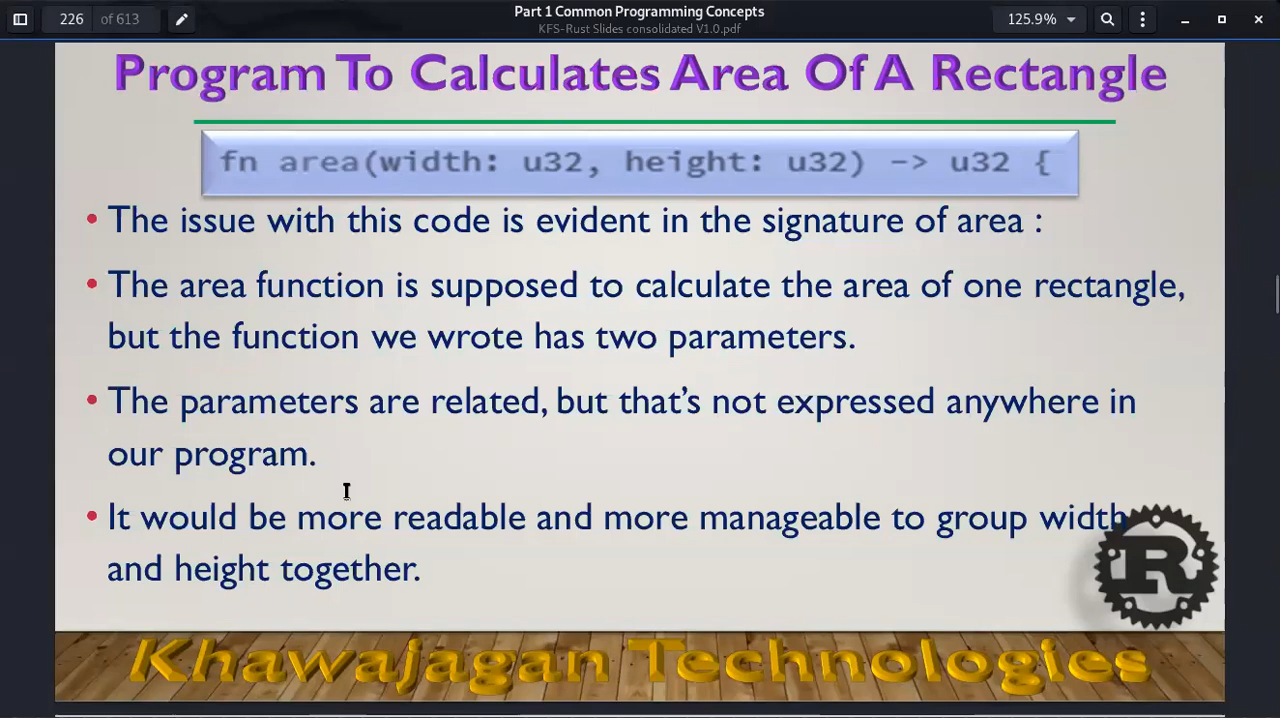 226 of 613
Part 1 Common Programming Concepts
KFS-Rust Slides consolidated V1.0.pdf
125.9%
Program To Calculates Area Of A Rectangle
fn area(width: u32, height: u32) -> u32 {
• The issue with this code is evident in the signature of area :
• The area function is supposed to calculate the area of one rectangle,
but the function we wrote has two parameters.
• The parameters are related, but that’s not expressed anywhere in
our program.
• It would be more readable and more manageable to group width
and height together.
R
Khawajagan Technologies